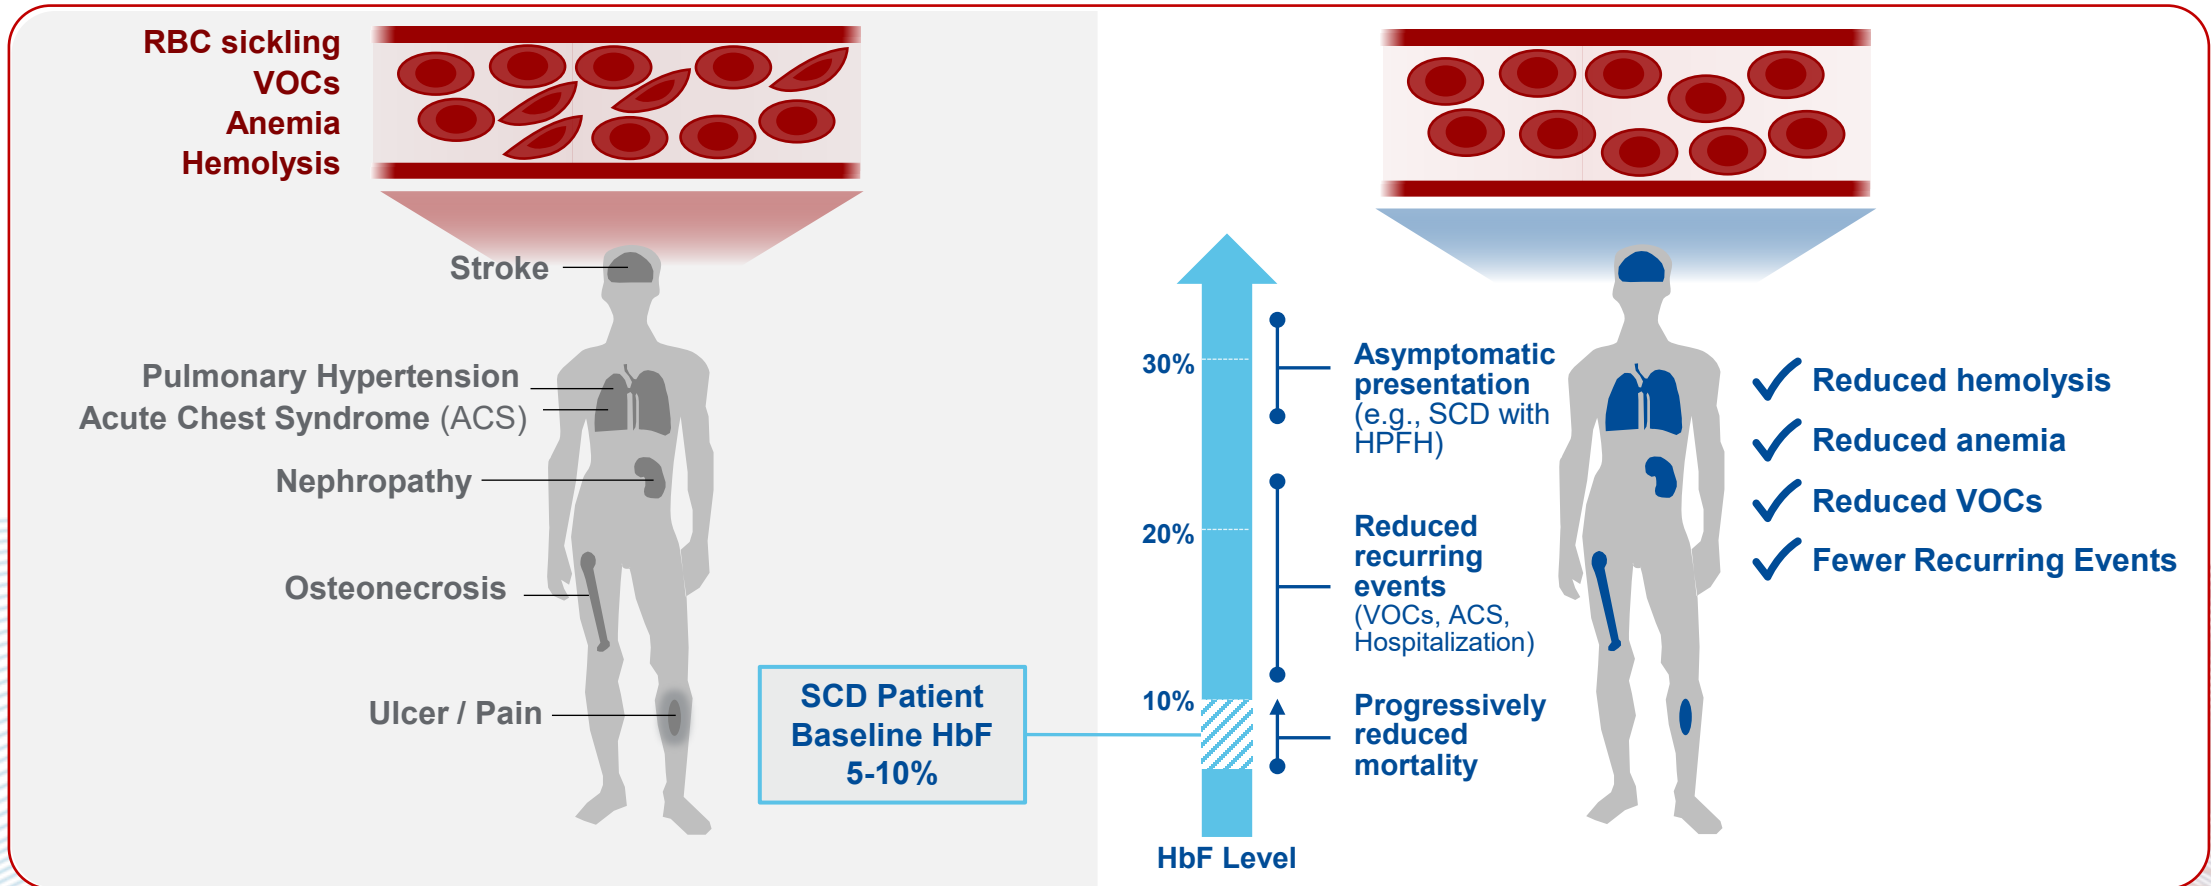 RBC sickling
VOCs
Anemia
Hemolysis
Stroke
Pulmonary Hypertension
Acute Chest Syndrome (ACS)
Nephropathy
Osteonecrosis
Ulcer / Pain
SCD Patient
Baseline HbF
5-10%
30%
20%
10%
HbF Level
Asymptomatic
presentation
(e.g., SCD with
HPFH)
Reduced
recurring
events
(VOCs, ACS,
Hospitalization)
Progressively
reduced
mortality
Reduced hemolysis
Reduced anemia
Reduced VOCs
Fewer Recurring Events